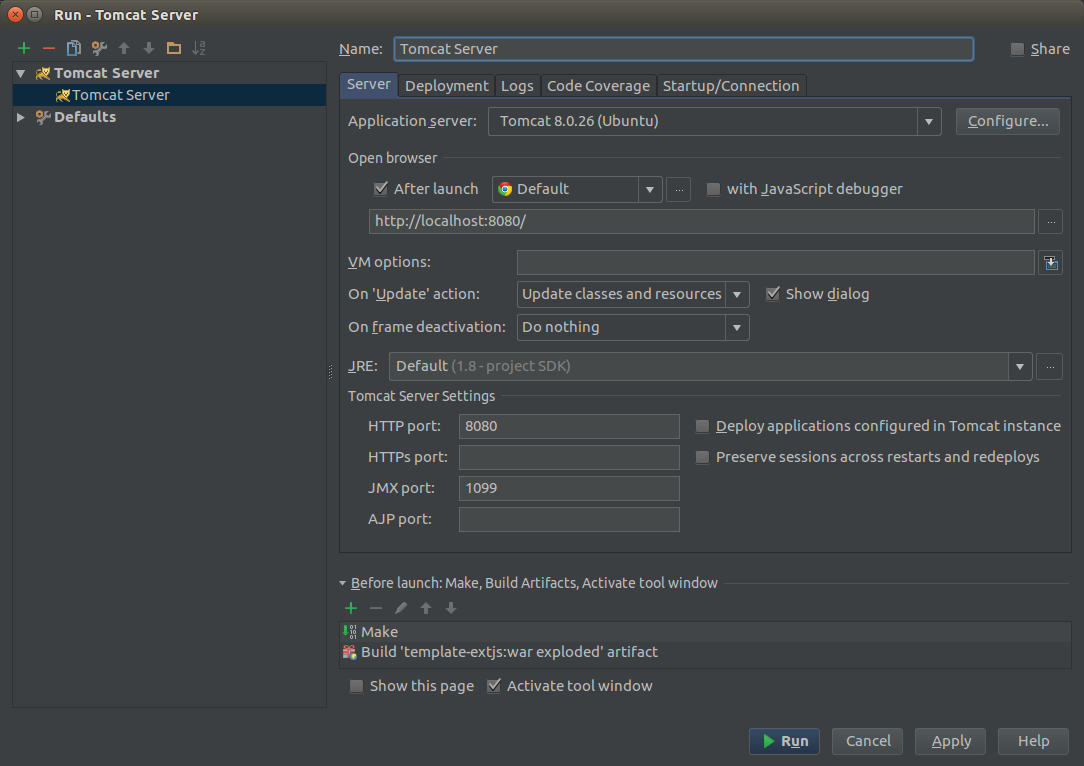 Run - Tomcat Server
Name: Tomcat Server Share
Tomcat Server
Tomcat Server
Defaults
Server Deployment Logs Code Coverage Startup/Connection
Application server: Tomcat 8.0.26 (Ubuntu) Configure...
Open browser
After launch Default ... with JavaScript debugger
http://localhost:8080/ ...
VM options:
On 'Update' action: Update classes and resources Show dialog
On frame deactivation: Do nothing
JRE: Default (1.8 - project SDK) ...
Tomcat Server Settings
HTTP port: 8080 Deploy applications configured in Tomcat instance
HTTPs port: Preserve sessions across restarts and redeploys
JMX port: 1099
AJP port:
Before launch: Make, Build Artifacts, Activate tool window
Make
Build 'template-extjs:war exploded' artifact
Show this page Activate tool window
Run Cancel Apply Help